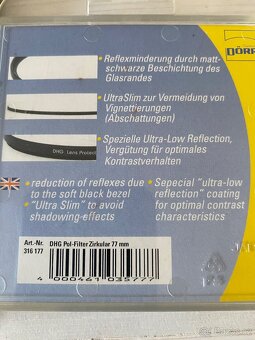 DÖRR
• Reflexminderung durch matt-
schwarze Beschichtung des
Glasrandes
• UltraSlim zur Vermeidung von
Vignettierungen
(Abschattungen)
DHG · Lens Protect
• Spezielle Ultra-Low Reflection,
Vergütung für optimales
Kontrastverhalten
• reduction of reflexes due
to the soft black bezel
• "Ultra Slim" to avoid
shadowing effects
• Sepecial "ultra-low
reflection" coating
for optimal contrast
characteristics
Art.-Nr. DHG Pol-Filter Zirkular 77 mm
316 177
4 000461 035777